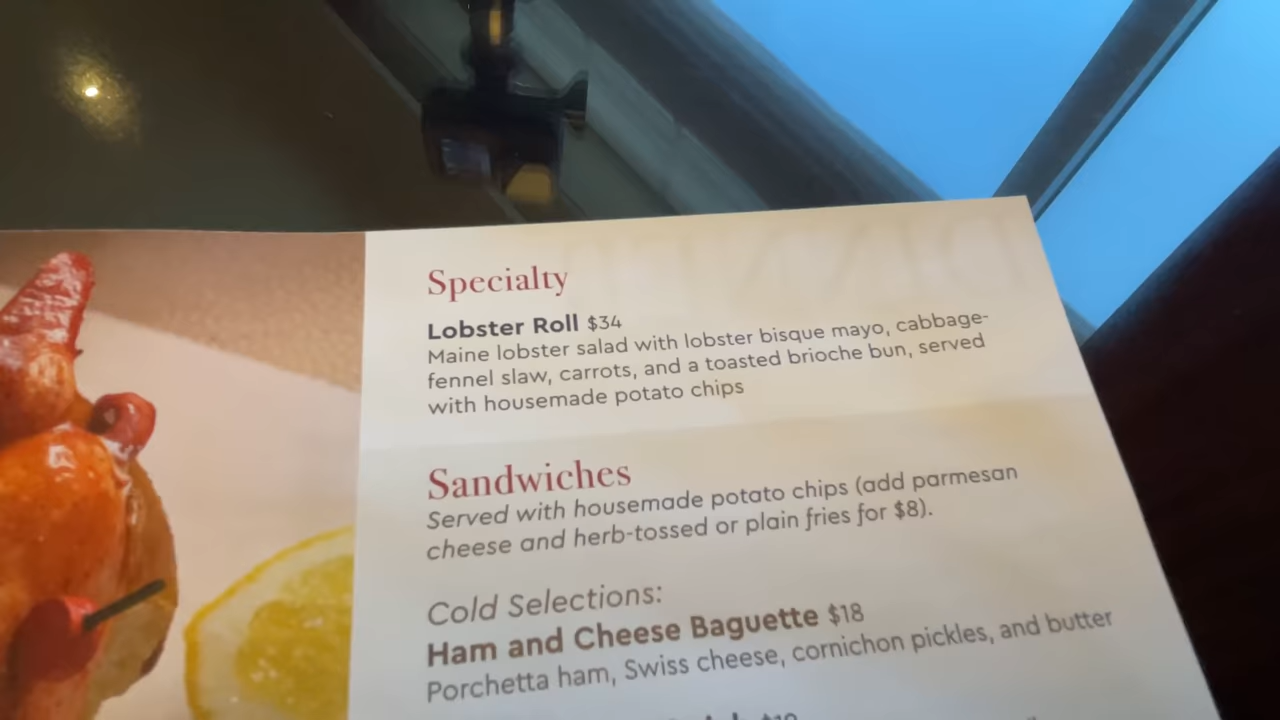 Specialty
Lobster Roll $34
Maine lobster salad with lobster bisque mayo, cabbage-
fennel slaw, carrots, and a toasted brioche bun, served
with housemade potato chips
Sandwiches
Served with housemade potato chips (add parmesan
cheese and herb-tossed or plain fries for $8).
Cold Selections:
Ham and Cheese Baguette $18
Porchetta ham, Swiss cheese, cornichon pickles, and butter